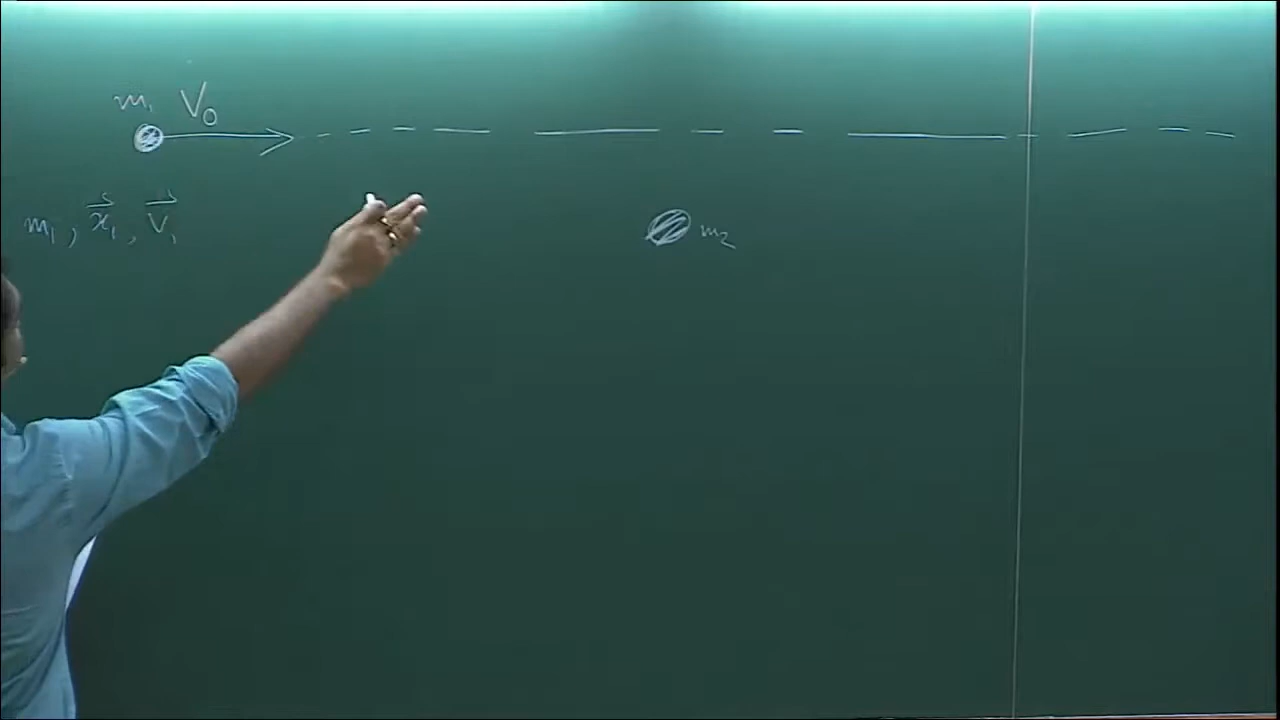 m₁ V₀
m₁, x⃗₁, v⃗₁
m₂